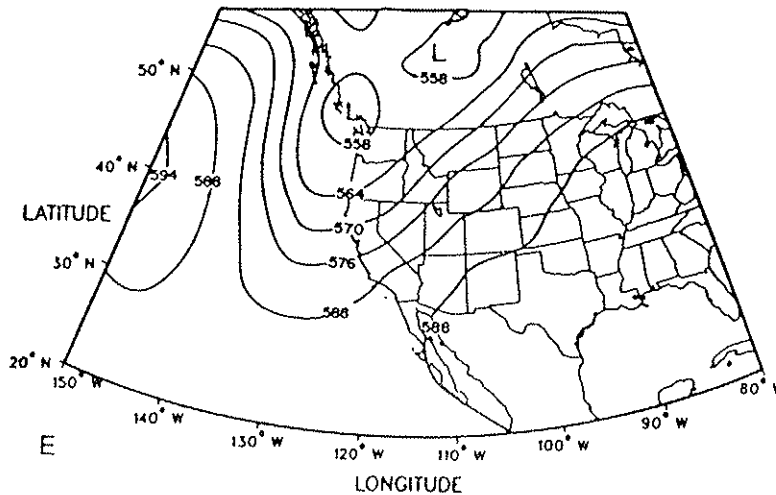 50° N
L
558
L
558
40° N
594
588
564
LATITUDE
570
30° N
576
588
588
20° N
150° W
140° W
130° W
120° W
110° W
100° W
90° W
80° W
E
LONGITUDE